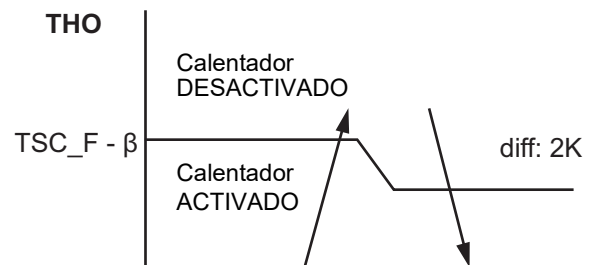 THO
Calentador
DESACTIVADO
TSC_F - β
diff: 2K
Calentador
ACTIVADO